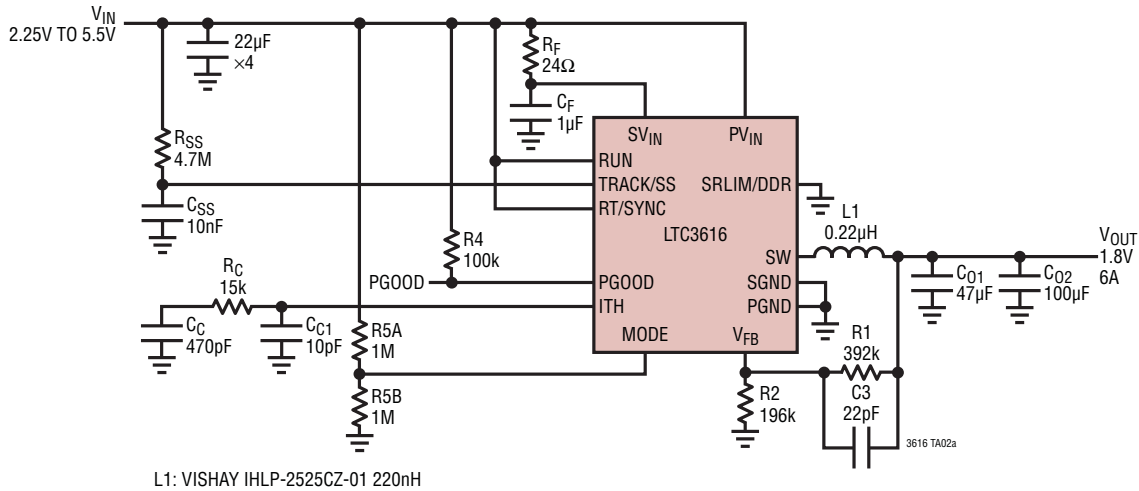 VIN
2.25V TO 5.5V
22µF
×4
RF
24Ω
CF
1µF
RSS
4.7M
CSS
10nF
SVIN
PVIN
RUN
TRACK/SS
SRLIM/DDR
RT/SYNC
LTC3616
L1
0.22µH
SW
VOUT
1.8V
6A
R4
100k
PGOOD
PGOOD
SGND
ITH
PGND
MODE
VFB
CO1
47µF
CO2
100µF
RC
15k
CC
470pF
CC1
10pF
R5A
1M
R5B
1M
R1
392k
R2
196k
C3
22pF
3616 TA02a
L1: VISHAY IHLP-2525CZ-01 220nH